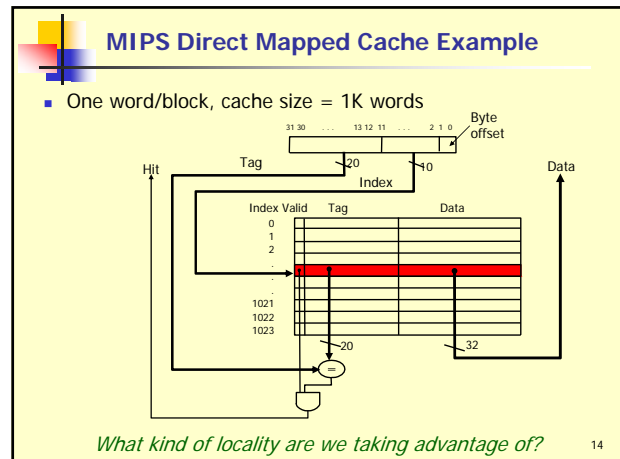 MIPS Direct Mapped Cache Example
One word/block, cache size = 1K words
31 30 . . . 13 12 11 . . . 2 1 0
Byte
offset
Hit
Tag
20
10
Data
Index
Index Valid Tag Data
0
1
2
.
.
.
1021
1022
1023
20
32
=
What kind of locality are we taking advantage of?
14